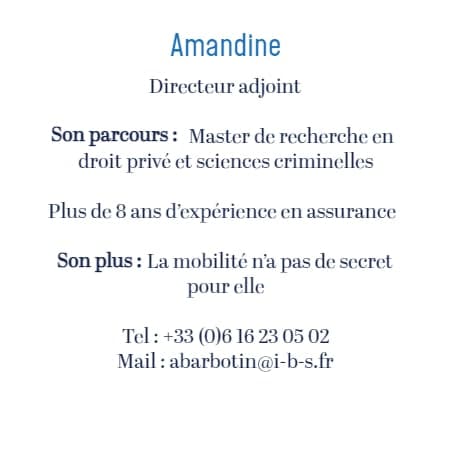 Amandine
Directeur adjoint
Son parcours : Master de recherche en
droit privé et sciences criminelles
Plus de 8 ans d'expérience en assurance
Son plus : La mobilité n'a pas de secret
pour elle
Tel : +33 (0)6 16 23 05 02
Mail : abarbotin@i-b-s.fr